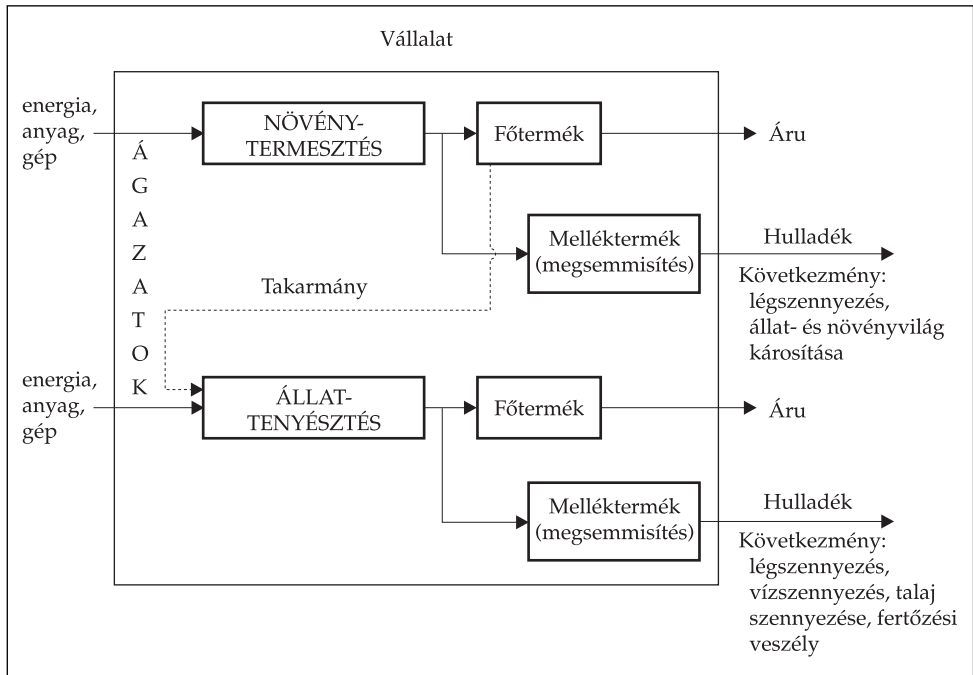 Vállalat
energia,
anyag,
gép
NÖVÉNY-
TERMESZTÉS
Főtermék
Áru
ÁGAZATOK
Melléktermék
(megsemmisítés)
Hulladék
Következmény:
légszennyezés,
állat- és növényvilág
károsítása
Takarmány
energia,
anyag,
gép
ÁLLAT-
TENYÉSZTÉS
Főtermék
Áru
Melléktermék
(megsemmisítés)
Hulladék
Következmény:
légszennyezés,
vízszennyezés, talaj
szennyezése, fertőzési
veszély